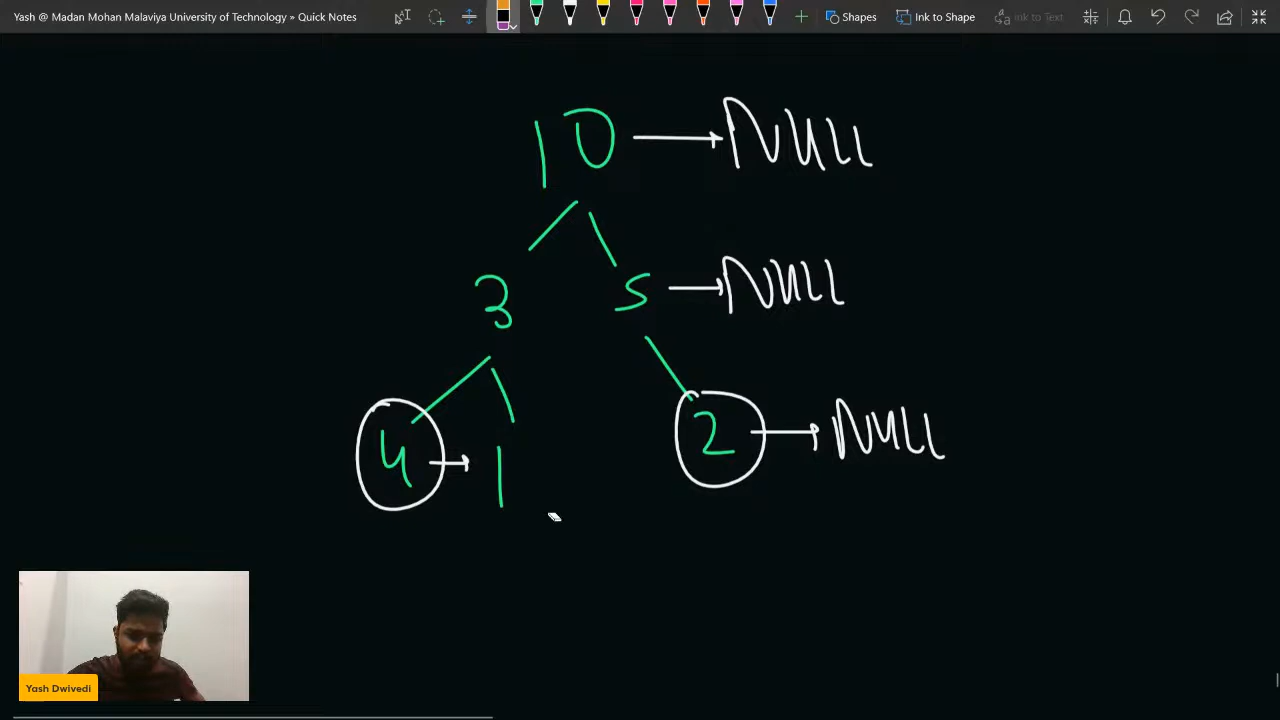 Yash @ Madan Mohan Malaviya University of Technology » Quick Notes
Shapes
Ink to Shape
Ink to Text
10 → NULL
3 5 → NULL
4 → 1 2 → NULL
Yash Dwivedi